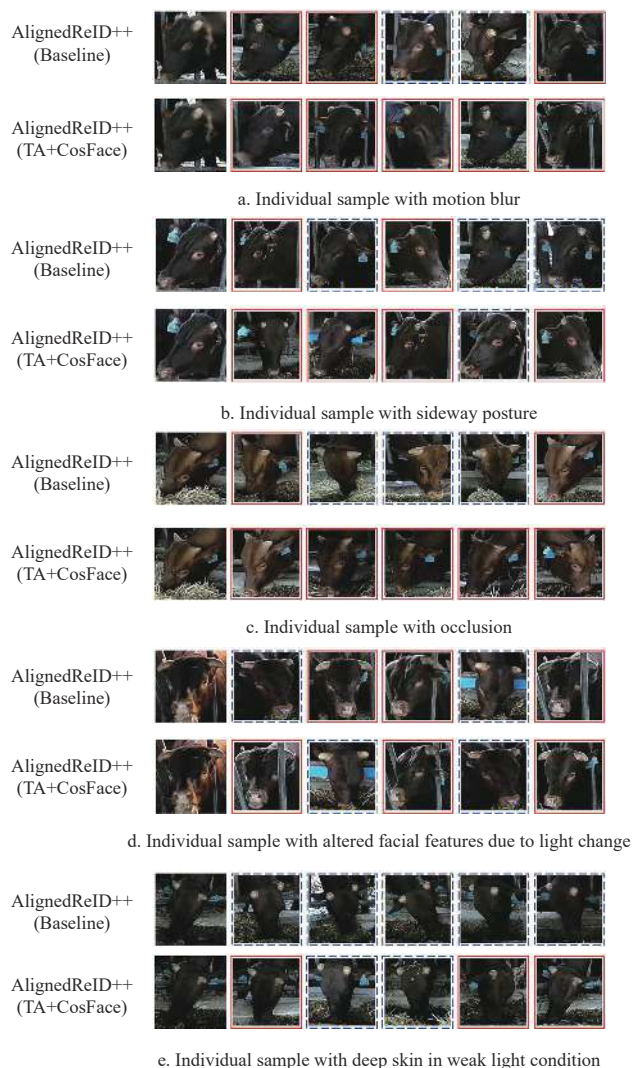 AlignedReID++
(Baseline)
AlignedReID++
(TA+CosFace)
a. Individual sample with motion blur
AlignedReID++
(Baseline)
AlignedReID++
(TA+CosFace)
b. Individual sample with sideway posture
AlignedReID++
(Baseline)
AlignedReID++
(TA+CosFace)
c. Individual sample with occlusion
AlignedReID++
(Baseline)
AlignedReID++
(TA+CosFace)
d. Individual sample with altered facial features due to light change
AlignedReID++
(Baseline)
AlignedReID++
(TA+CosFace)
e. Individual sample with deep skin in weak light condition